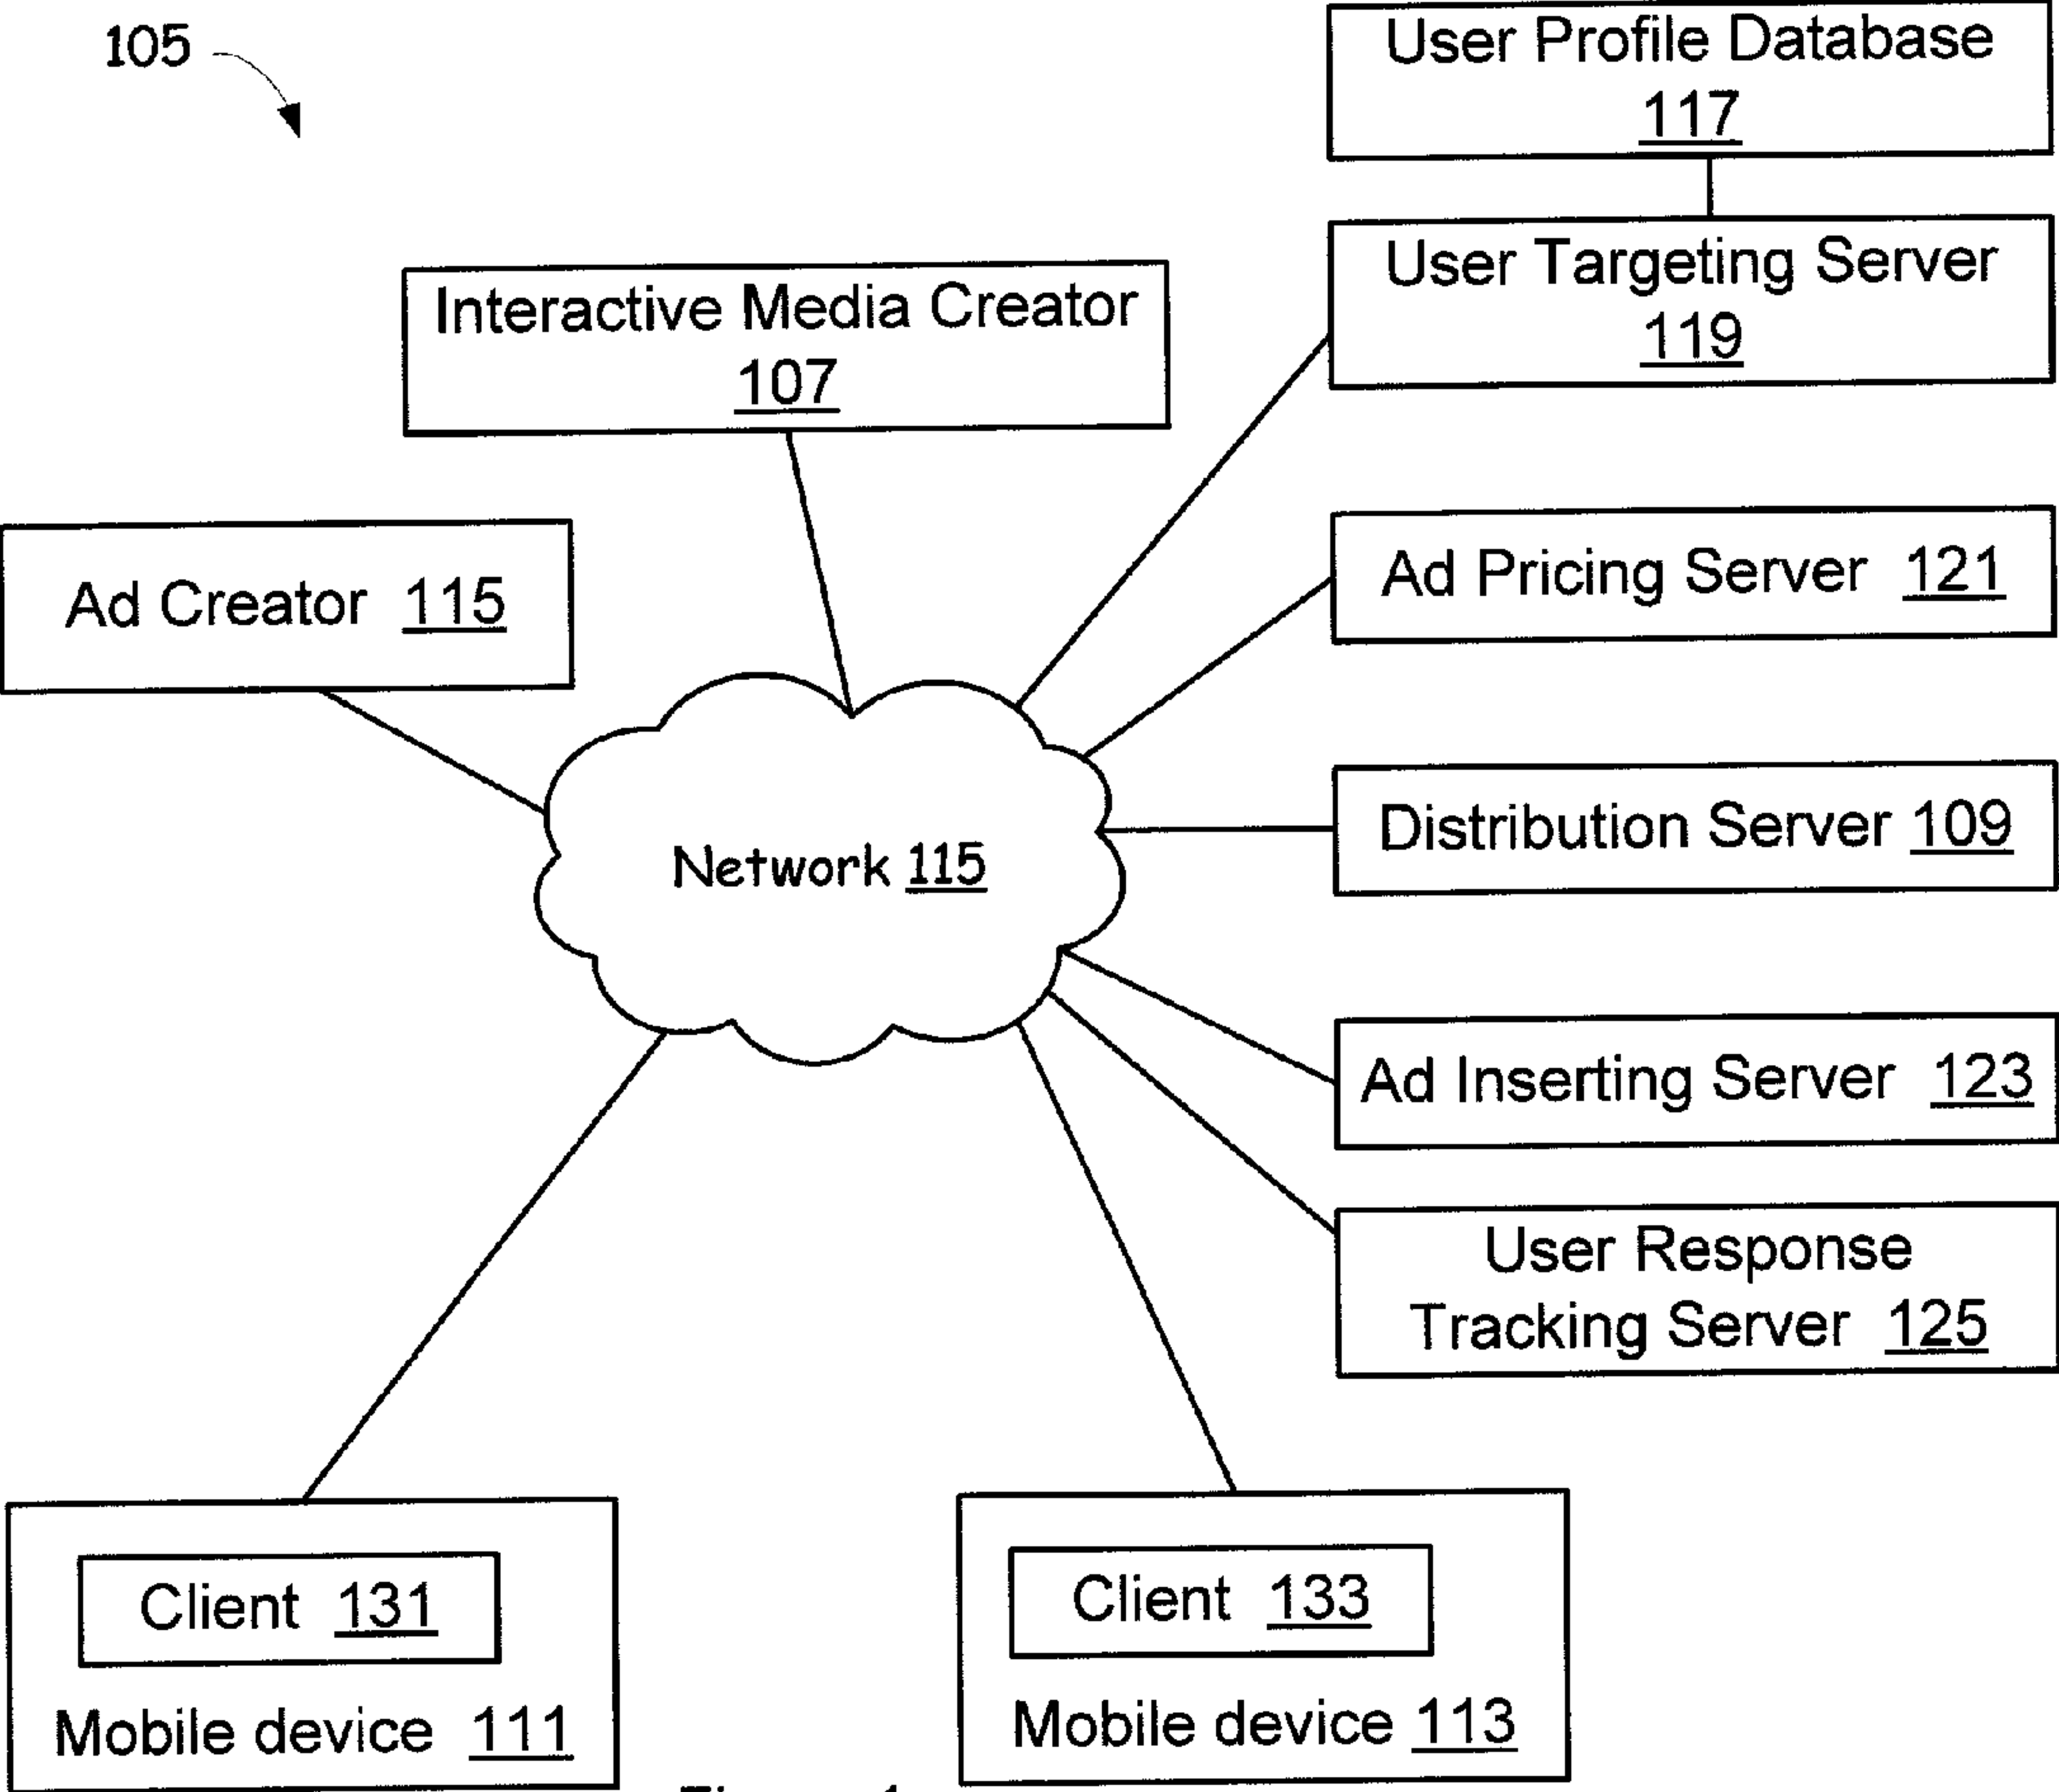 105
User Profile Database
117
User Targeting Server
119
Interactive Media Creator
107
Ad Creator 115
Ad Pricing Server 121
Network 115
Distribution Server 109
Ad Inserting Server 123
User Response
Tracking Server 125
Client 131
Mobile device 111
Client 133
Mobile device 113